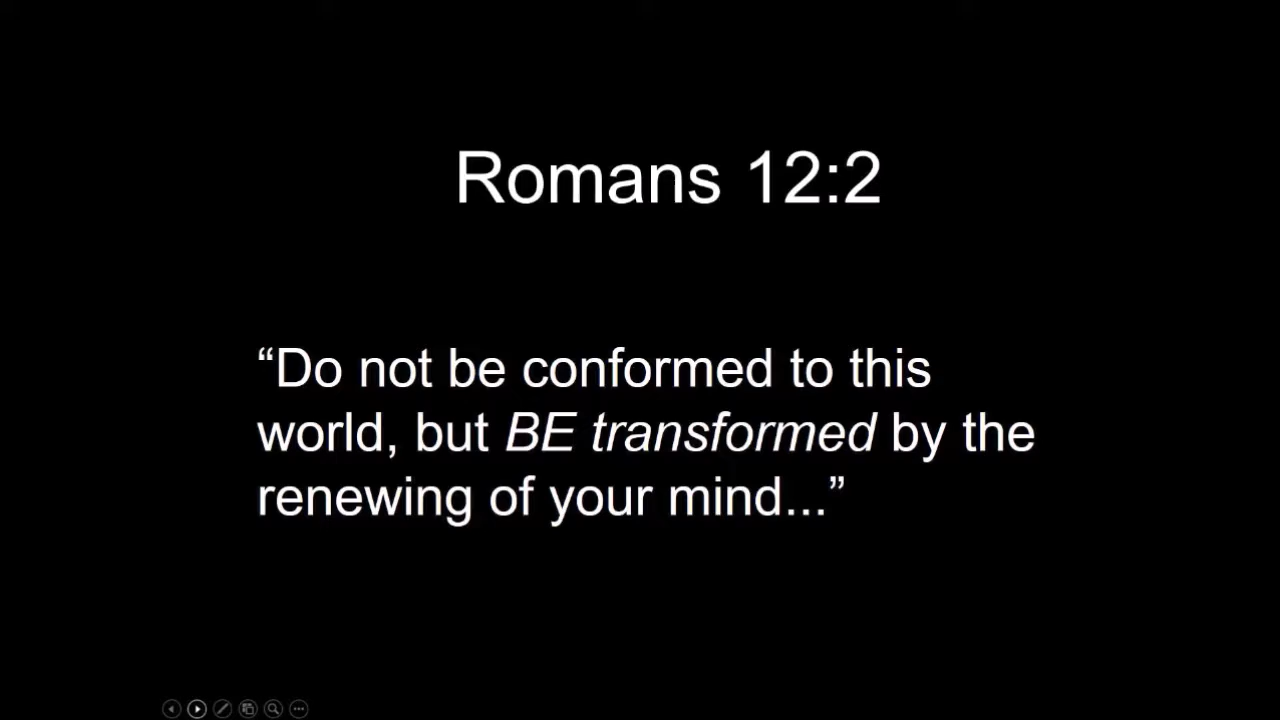 Romans 12:2
“Do not be conformed to this
world, but BE transformed by the
renewing of your mind...”